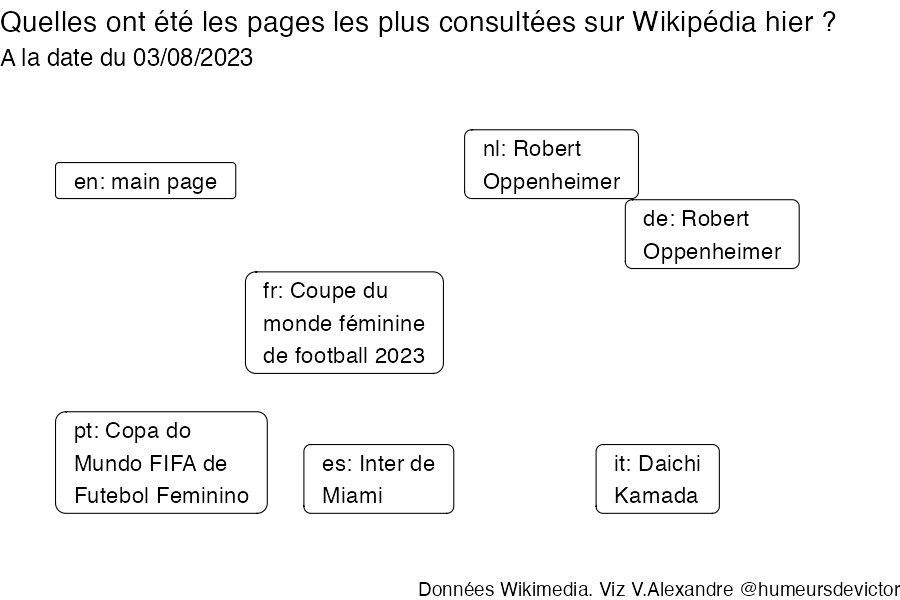 Quelles ont été les pages les plus consultées sur Wikipédia hier ?
A la date du 03/08/2023
en: main page
nl: Robert
Oppenheimer
de: Robert
Oppenheimer
fr: Coupe du
monde féminine
de football 2023
pt: Copa do
Mundo FIFA de
Futebol Feminino
es: Inter de
Miami
it: Daichi
Kamada
Données Wikimedia. Viz V.Alexandre @humeursdevictor